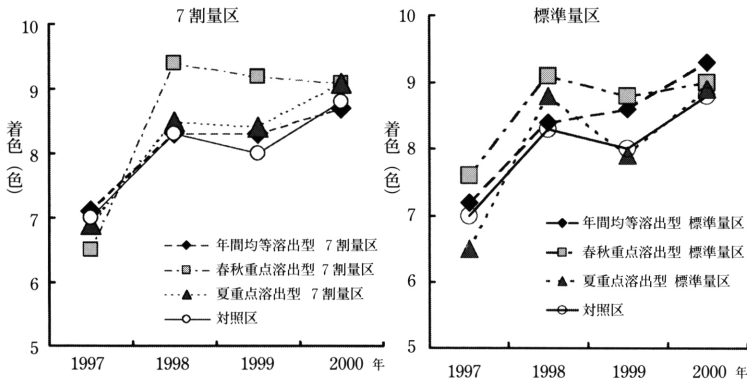 7割量区
10
9
8
7
6
5
着色(色)
年間均等溶出型 7割量区
春秋重点溶出型 7割量区
夏重点溶出型 7割量区
対照区
1997 1998 1999 2000 年
標準量区
10
9
8
7
6
5
着色(色)
年間均等溶出型 標準量区
春秋重点溶出型 標準量区
夏重点溶出型 標準量区
対照区
1997 1998 1999 2000 年